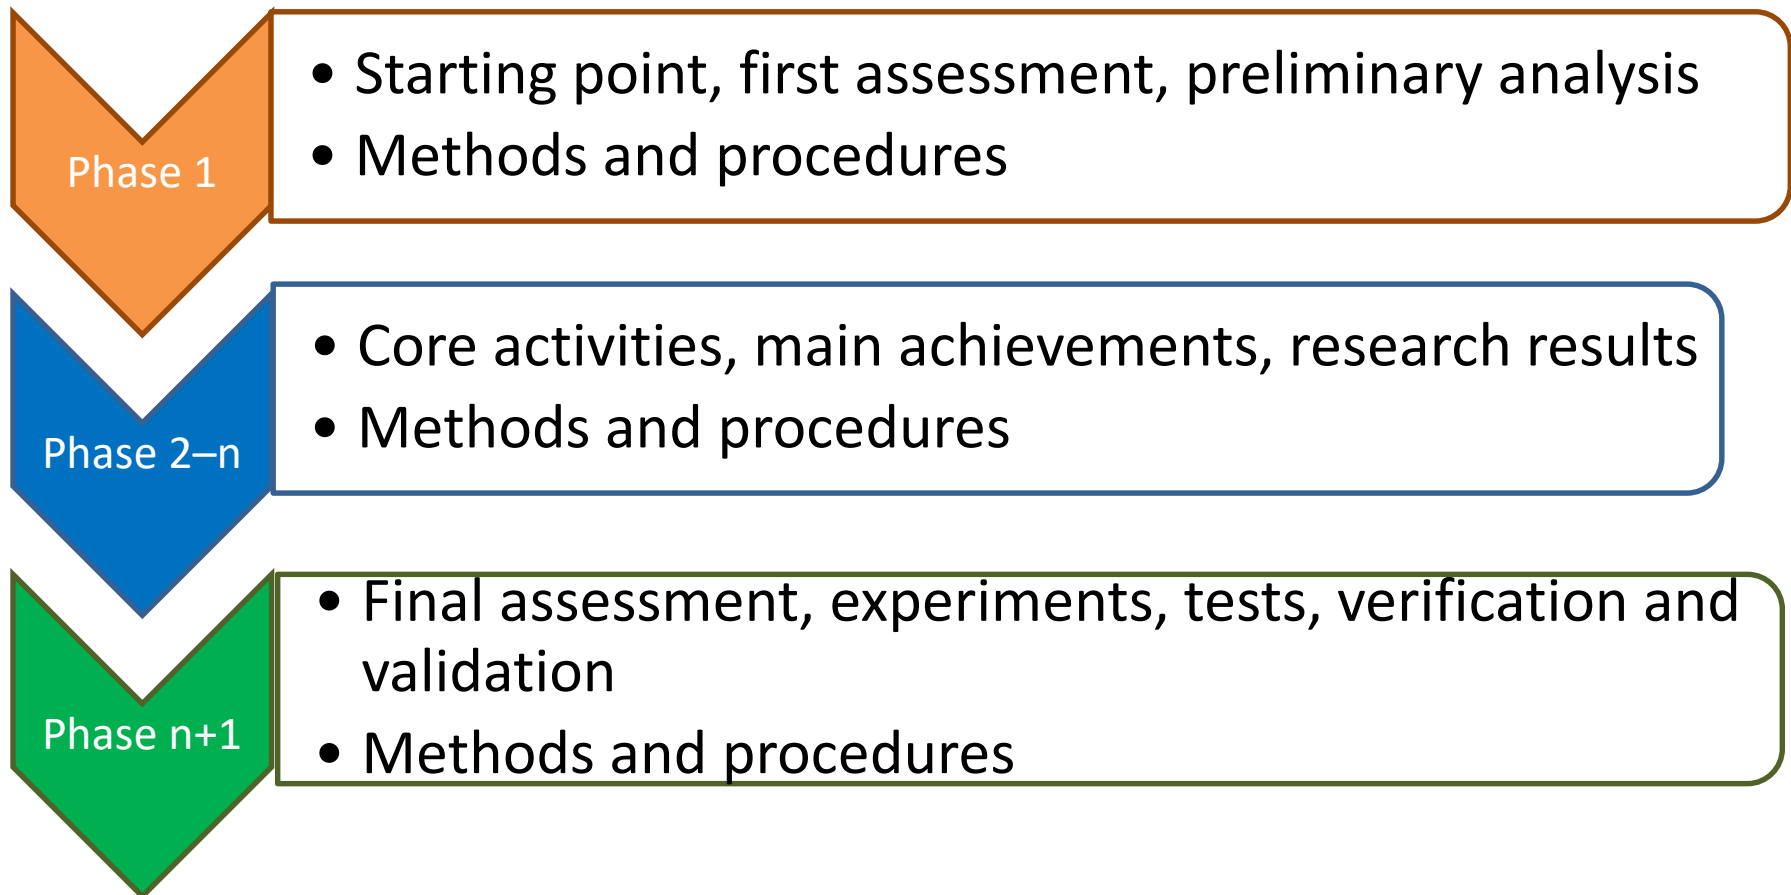 Phase 1
• Starting point, first assessment, preliminary analysis
• Methods and procedures
Phase 2–n
• Core activities, main achievements, research results
• Methods and procedures
Phase n+1
• Final assessment, experiments, tests, verification and
validation
• Methods and procedures